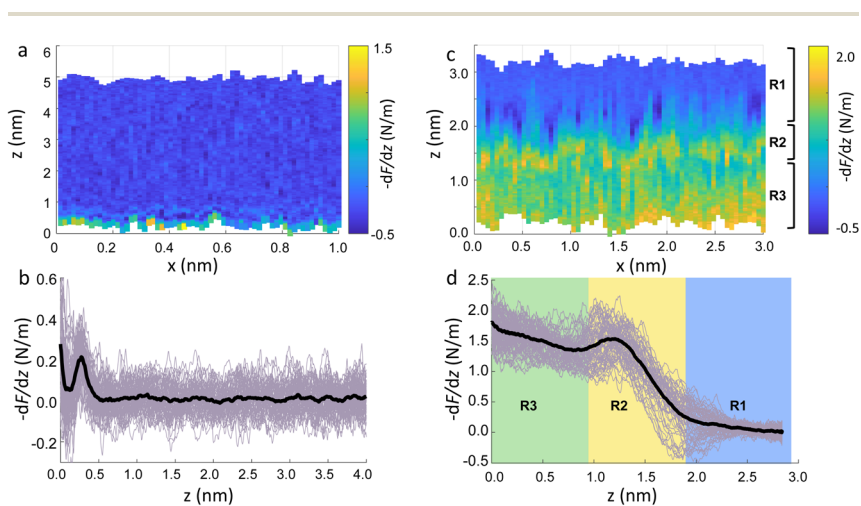 a
6
5
4
3
2
1
0
z (nm)
0 0.2 0.4 0.6 0.8 1.0
x (nm)
1.5
-0.5
-dF/dz (N/m)
c
3.0
2.0
1.0
0.0
z (nm)
0.0 0.5 1.0 1.5 2.0 2.5 3.0
x (nm)
R1
R2
R3
2.0
-0.5
-dF/dz (N/m)
b
0.6
0.4
0.2
0.0
-0.2
-dF/dz (N/m)
0.0 0.5 1.0 1.5 2.0 2.5 3.0 3.5 4.0
z (nm)
d
2.5
2.0
1.5
1.0
0.5
0.0
-0.5
-dF/dz (N/m)
R3 R2 R1
0.0 0.5 1.0 1.5 2.0 2.5 3.0
z (nm)